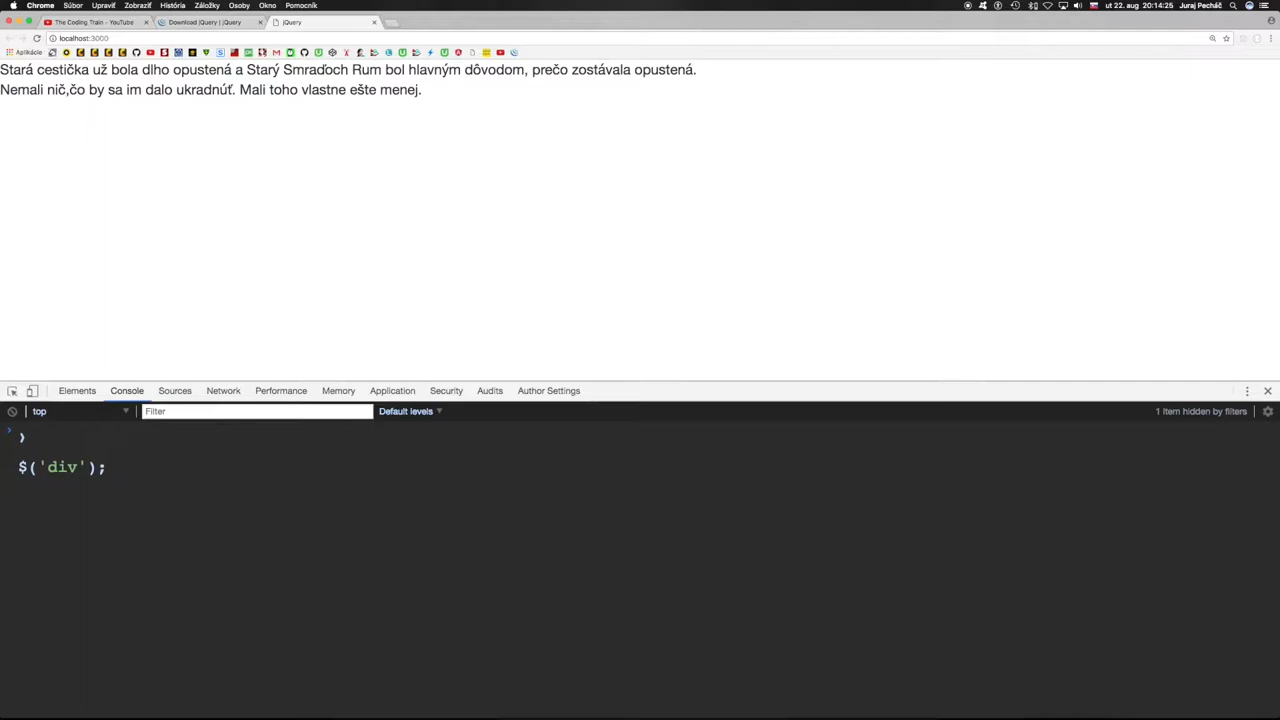 Chrome Súbor Upraviť Zobraziť História Záložky Osoby Okno Pomocník ut 22. aug 20:14:25 Juraj Pecháč
The Coding Train - YouTube Download jQuery | jQuery jQuery
localhost:3000
Aplikácie
Stará cestička už bola dlho opustená a Starý Smraďoch Rum bol hlavným dôvodom, prečo zostávala opustená.
Nemali nič,čo by sa im dalo ukradnúť. Mali toho vlastne ešte menej.
Elements Console Sources Network Performance Memory Application Security Audits Author Settings
top Filter Default levels 1 item hidden by filters
}
$('div');